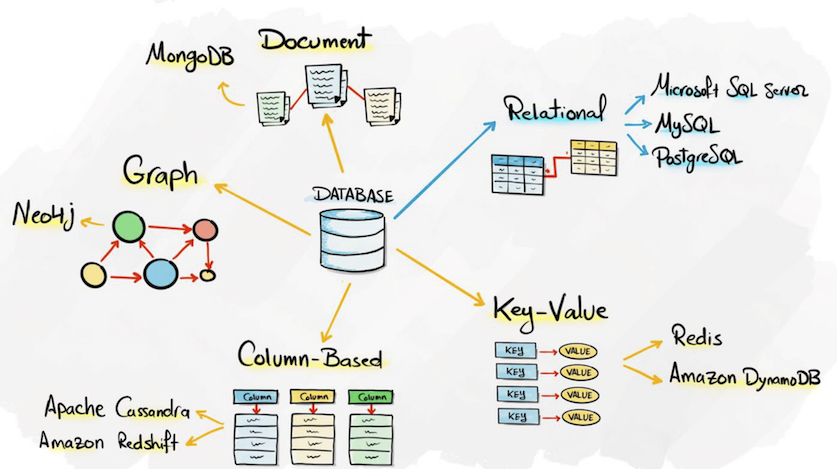 Document
MongoDB
Relational
Microsoft SQL Server
MySQL
PostgreSQL
Graph
Neo4j
DATABASE
Key-Value
KEY VALUE
KEY VALUE
KEY VALUE
KEY VALUE
Redis
Amazon DynamoDB
Column-Based
Column Column Column
Apache Cassandra
Amazon Redshift